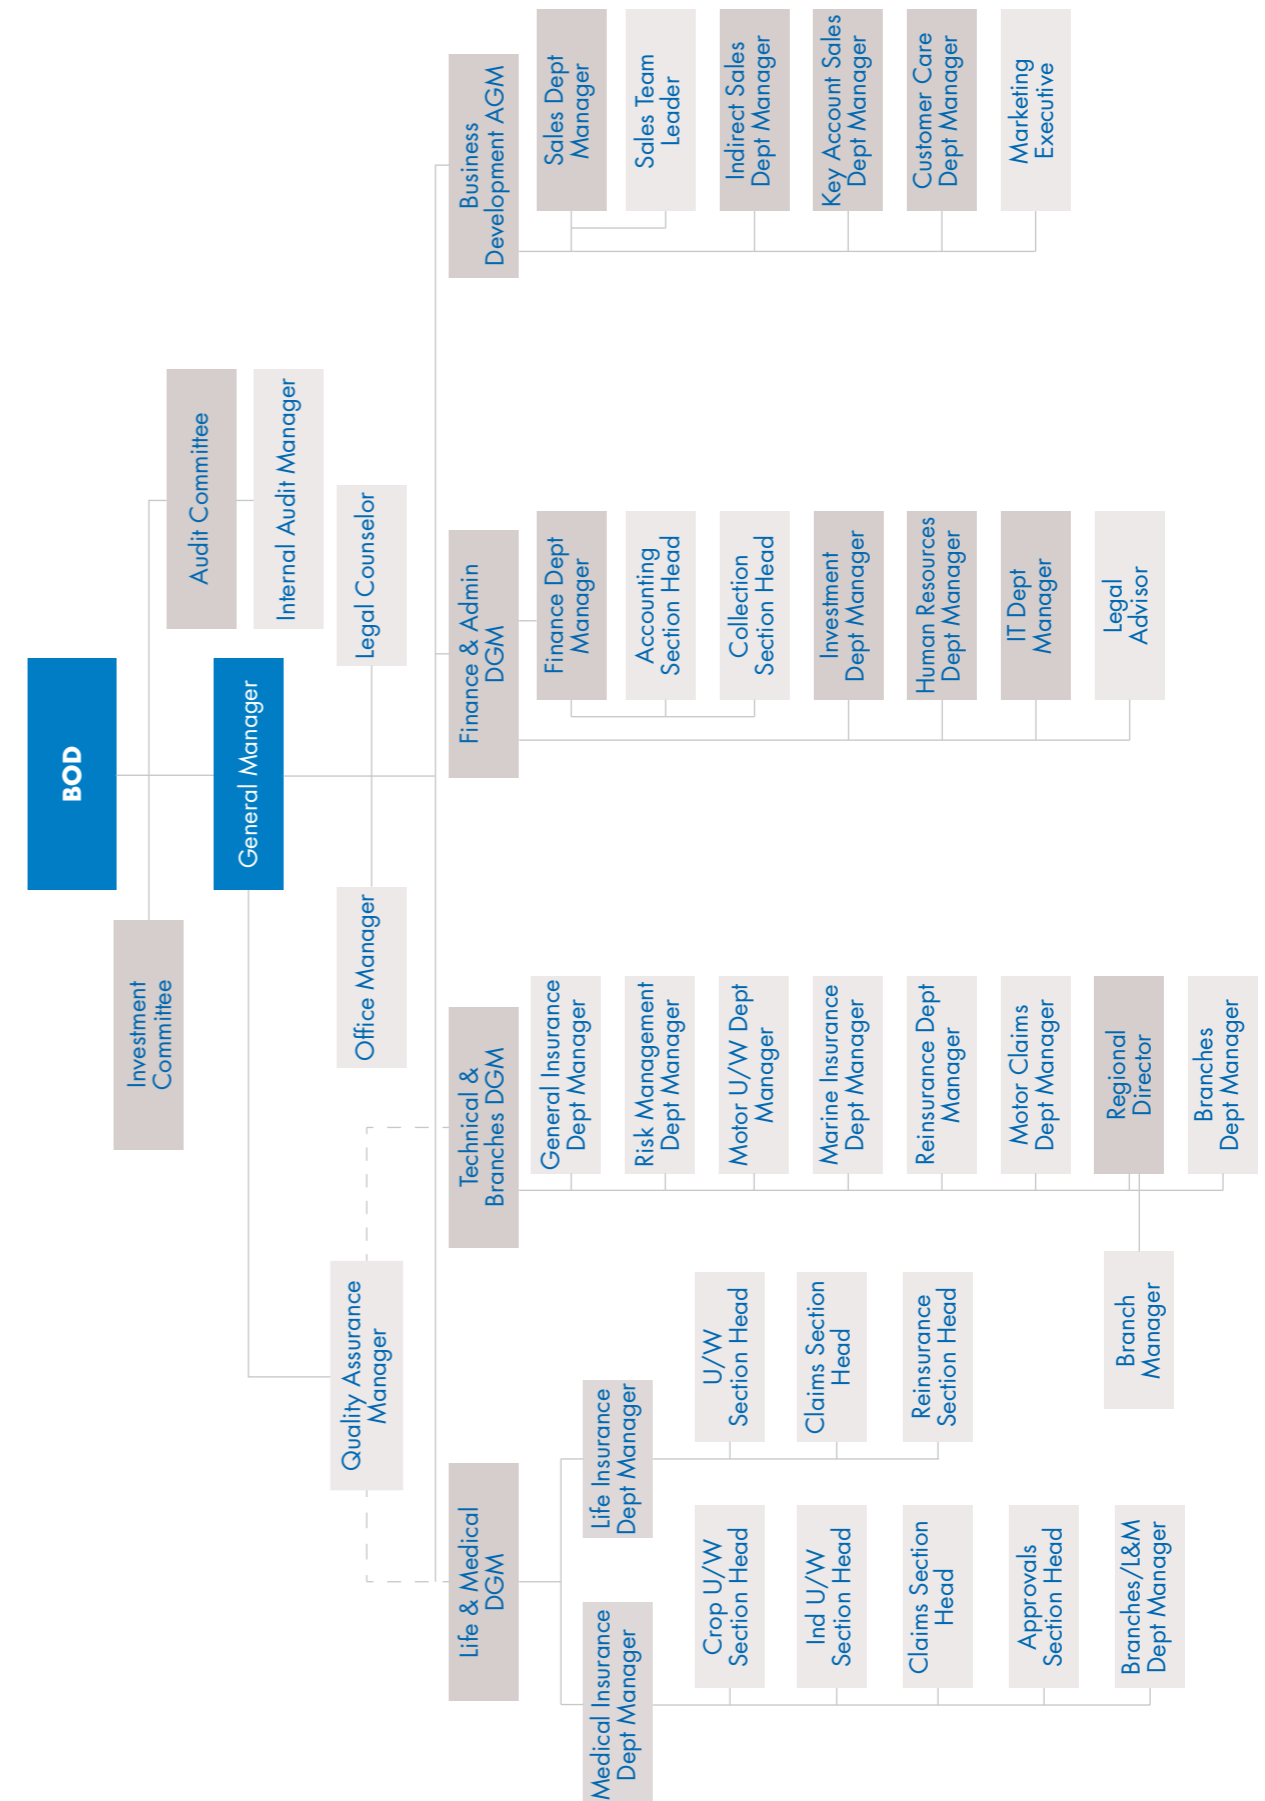 BOD
Investment
Committee
Audit Committee
Internal Audit Manager
General Manager
Quality Assurance
Manager
Office Manager
Legal Counselor
Life & Medical
DGM
Medical Insurance
Dept Manager
Crop U/W
Section Head
Ind U/W
Section Head
Claims Section
Head
Approvals
Section Head
Branches/L&M
Dept Manager
Life Insurance
Dept Manager
U/W
Section Head
Claims Section
Head
Reinsurance
Section Head
Technical &
Branches DGM
General Insurance
Dept Manager
Risk Management
Dept Manager
Motor U/W Dept
Manager
Marine Insurance
Dept Manager
Reinsurance Dept
Manager
Motor Claims
Dept Manager
Regional
Director
Branch
Manager
Branches
Dept Manager
Finance & Admin
DGM
Finance Dept
Manager
Accounting
Section Head
Collection
Section Head
Investment
Dept Manager
Human Resources
Dept Manager
IT Dept
Manager
Legal
Advisor
Business
Development AGM
Sales Dept
Manager
Sales Team
Leader
Indirect Sales
Dept Manager
Key Account Sales
Dept Manager
Customer Care
Dept Manager
Marketing
Executive